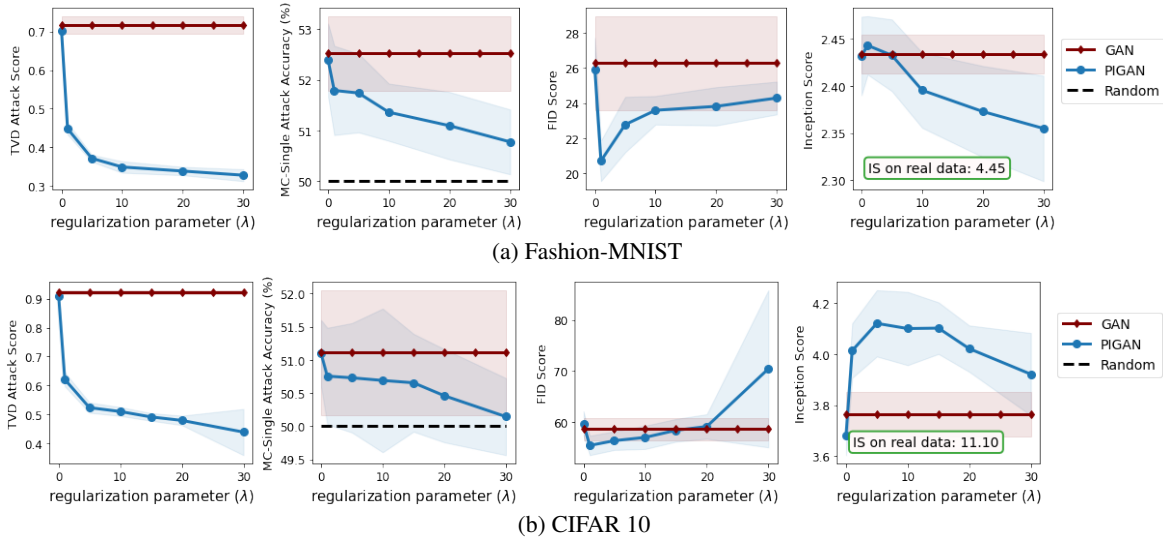 TVD Attack Score
0.7
0.6
0.5
0.4
0.3
0 10 20 30
regularization parameter (λ)
MC-Single Attack Accuracy (%)
53
52
51
50
0 10 20 30
regularization parameter (λ)
FID Score
28
26
24
22
20
0 10 20 30
regularization parameter (λ)
Inception Score
2.45
2.40
2.35
2.30
IS on real data: 4.45
0 10 20 30
regularization parameter (λ)
GAN
PIGAN
Random
(a) Fashion-MNIST
TVD Attack Score
0.9
0.8
0.7
0.6
0.5
0.4
0 10 20 30
regularization parameter (λ)
MC-Single Attack Accuracy (%)
52.0
51.5
51.0
50.5
50.0
49.5
0 10 20 30
regularization parameter (λ)
FID Score
80
70
60
0 10 20 30
regularization parameter (λ)
Inception Score
4.2
4.0
3.8
3.6
IS on real data: 11.10
0 10 20 30
regularization parameter (λ)
GAN
PIGAN
Random
(b) CIFAR 10